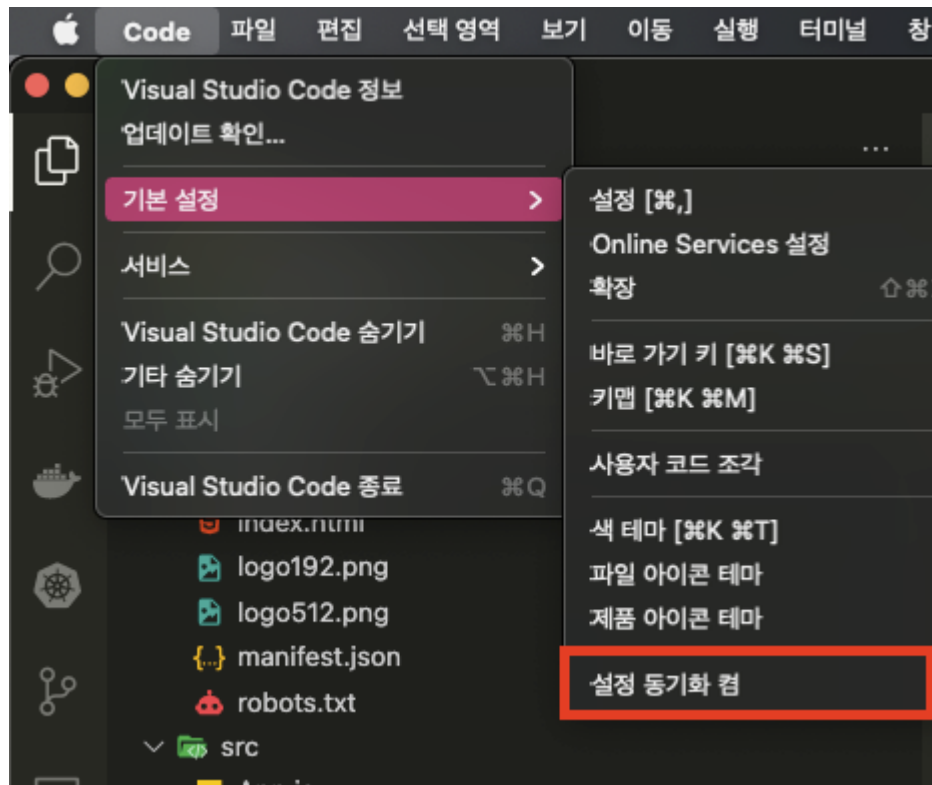 Code 파일 편집 선택 영역 보기 이동 실행 터미널 창
Visual Studio Code 정보
업데이트 확인...
기본 설정
서비스
Visual Studio Code 숨기기 ⌘H
기타 숨기기 ⌥⌘H
모두 표시
Visual Studio Code 종료 ⌘Q
설정 [⌘,]
Online Services 설정
확장 ⇧⌘
바로 가기 키 [⌘K ⌘S]
키맵 [⌘K ⌘M]
사용자 코드 조각
색 테마 [⌘K ⌘T]
파일 아이콘 테마
제품 아이콘 테마
설정 동기화 켬
index.html
logo192.png
logo512.png
{...} manifest.json
robots.txt
src